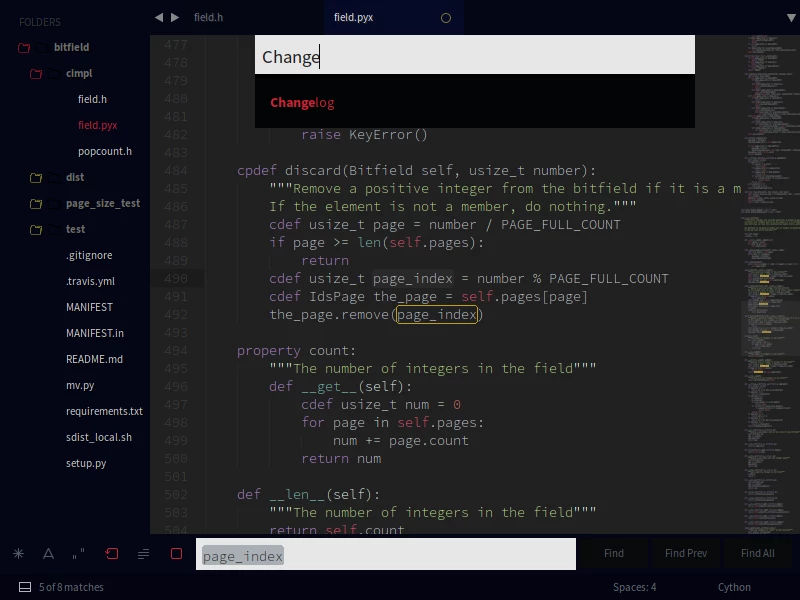 FOLDERS
bitfield
cimpl
field.h
field.pyx
popcount.h
dist
page_size_test
test
.gitignore
.travis.yml
MANIFEST
MANIFEST.in
README.md
mv.py
requirements.txt
sdist_local.sh
setup.py
field.h
field.pyx
Change
Changelog
477
478
479
480
481
482 raise KeyError()
483
484 cpdef discard(Bitfield self, usize_t number):
485 """Remove a positive integer from the bitfield if it is a m
486 If the element is not a member, do nothing."""
487 cdef usize_t page = number / PAGE_FULL_COUNT
488 if page >= len(self.pages):
489 return
490 cdef usize_t page_index = number % PAGE_FULL_COUNT
491 cdef IdsPage the_page = self.pages[page]
492 the_page.remove(page_index)
493
494 property count:
495 """The number of integers in the field"""
496 def __get__(self):
497 cdef usize_t num = 0
498 for page in self.pages:
499 num += page.count
500 return num
501
502 def __len__(self):
503 """The number of integers in the field"""
504 return self.count
page_index
Find
Find Prev
Find All
5 of 8 matches
Spaces: 4
Cython